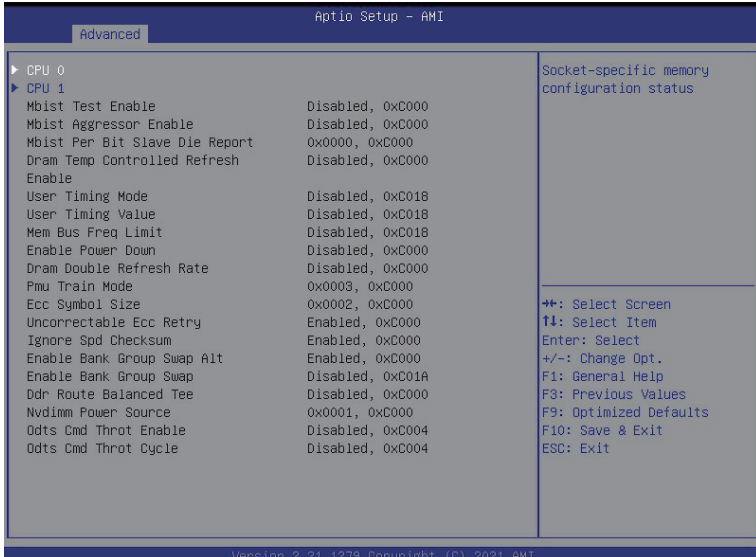 Aptio Setup – AMI
Advanced
▶ CPU 0
▶ CPU 1
Mbist Test Enable Disabled, 0xC000
Mbist Aggressor Enable Disabled, 0xC000
Mbist Per Bit Slave Die Report 0x0000, 0xC000
Dram Temp Controlled Refresh Disabled, 0xC000
Enable
User Timing Mode Disabled, 0xC018
User Timing Value Disabled, 0xC018
Mem Bus Freq Limit Disabled, 0xC018
Enable Power Down Disabled, 0xC000
Dram Double Refresh Rate Disabled, 0xC000
Pmu Train Mode 0x0003, 0xC000
Ecc Symbol Size 0x0002, 0xC000
Uncorrectable Ecc Retry Enabled, 0xC000
Ignore Spd Checksum Enabled, 0xC000
Enable Bank Group Swap Alt Enabled, 0xC000
Enable Bank Group Swap Disabled, 0xC01A
Ddr Route Balanced Tee Disabled, 0xC000
Nvdimm Power Source 0x0001, 0xC000
Odts Cmd Throt Enable Disabled, 0xC004
Odts Cmd Throt Cycle Disabled, 0xC004
Socket-specific memory
configuration status
→←: Select Screen
↑↓: Select Item
Enter: Select
+/-: Change Opt.
F1: General Help
F3: Previous Values
F9: Optimized Defaults
F10: Save & Exit
ESC: Exit
Version 2.21.1279 Copyright (C) 2021 AMI